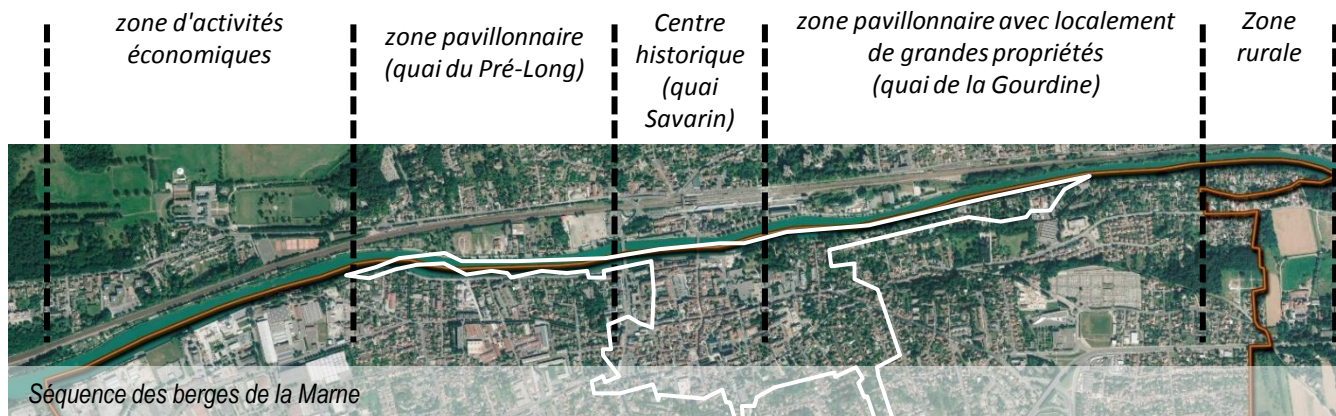 zone d'activités
économiques
zone pavillonnaire
(quai du Pré-Long)
Centre
historique
(quai
Savarin)
zone pavillonnaire avec localement
de grandes propriétés
(quai de la Gourdine)
Zone
rurale
Séquence des berges de la Marne